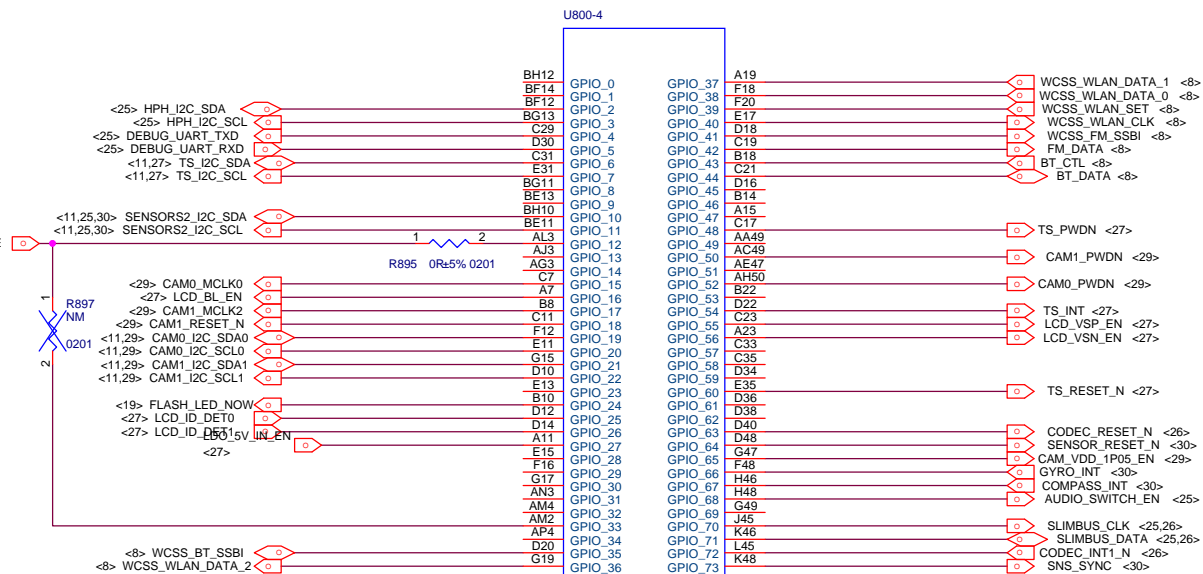 U800-4
BH12 GPIO_0 GPIO_37 A19 WCSS_WLAN_DATA_1 <8>
BF14 GPIO_1 GPIO_38 F18 WCSS_WLAN_DATA_0 <8>
<25> HPH_I2C_SDA BF12 GPIO_2 GPIO_39 F20 WCSS_WLAN_SET <8>
<25> HPH_I2C_SCL BG13 GPIO_3 GPIO_40 E17 WCSS_WLAN_CLK <8>
<25> DEBUG_UART_TXD C29 GPIO_4 GPIO_41 D18 WCSS_FM_SSBI <8>
<25> DEBUG_UART_RXD D30 GPIO_5 GPIO_42 C19 FM_DATA <8>
<11,27> TS_I2C_SDA C31 GPIO_6 GPIO_43 B18 BT_CTL <8>
<11,27> TS_I2C_SCL E31 GPIO_7 GPIO_44 C21 BT_DATA <8>
BG11 GPIO_8 GPIO_45 D16
BE13 GPIO_9 GPIO_46 B14
<11,25,30> SENSORS2_I2C_SDA BH10 GPIO_10 GPIO_47 A15
<11,25,30> SENSORS2_I2C_SCL BE11 GPIO_11 GPIO_48 C17 TS_PWDN <27>
1 2 AL3 GPIO_12 GPIO_49 AA49
R895 0R±5% 0201 AJ3 GPIO_13 GPIO_50 AC49 CAM1_PWDN <29>
AG3 GPIO_14 GPIO_51 AE47
<29> CAM0_MCLK0 C7 GPIO_15 GPIO_52 AH50 CAM0_PWDN <29>
<27> LCD_BL_EN A7 GPIO_16 GPIO_53 B22
1 R897 NM 0201 2
<29> CAM1_MCLK2 B8 GPIO_17 GPIO_54 D22 TS_INT <27>
<29> CAM1_RESET_N C11 GPIO_18 GPIO_55 C23 LCD_VSP_EN <27>
<11,29> CAM0_I2C_SDA0 F12 GPIO_19 GPIO_56 A23 LCD_VSN_EN <27>
<11,29> CAM0_I2C_SCL0 E11 GPIO_20 GPIO_57 C33
<11,29> CAM1_I2C_SDA1 G15 GPIO_21 GPIO_58 C35
<11,29> CAM1_I2C_SCL1 D10 GPIO_22 GPIO_59 D34
E13 GPIO_23 GPIO_60 E35 TS_RESET_N <27>
<19> FLASH_LED_NOW B10 GPIO_24 GPIO_61 D36
<27> LCD_ID_DET0 D12 GPIO_25 GPIO_62 D38
<27> LCD_ID_DET1 D14 GPIO_26 GPIO_63 D40 CODEC_RESET_N <26>
LDO_5V_IN_EN <27> A11 GPIO_27 GPIO_64 D48 SENSOR_RESET_N <30>
E15 GPIO_28 GPIO_65 G47 CAM_VDD_1P05_EN <29>
F16 GPIO_29 GPIO_66 F48 GYRO_INT <30>
G17 GPIO_30 GPIO_67 H46 COMPASS_INT <30>
AN3 GPIO_31 GPIO_68 H48 AUDIO_SWITCH_EN <25>
AM4 GPIO_32 GPIO_69 G49
AM2 GPIO_33 GPIO_70 J45 SLIMBUS_CLK <25,26>
AP4 GPIO_34 GPIO_71 K46 SLIMBUS_DATA <25,26>
<8> WCSS_BT_SSBI D20 GPIO_35 GPIO_72 L45 CODEC_INT1_N <26>
<8> WCSS_WLAN_DATA_2 G19 GPIO_36 GPIO_73 K48 SNS_SYNC <30>